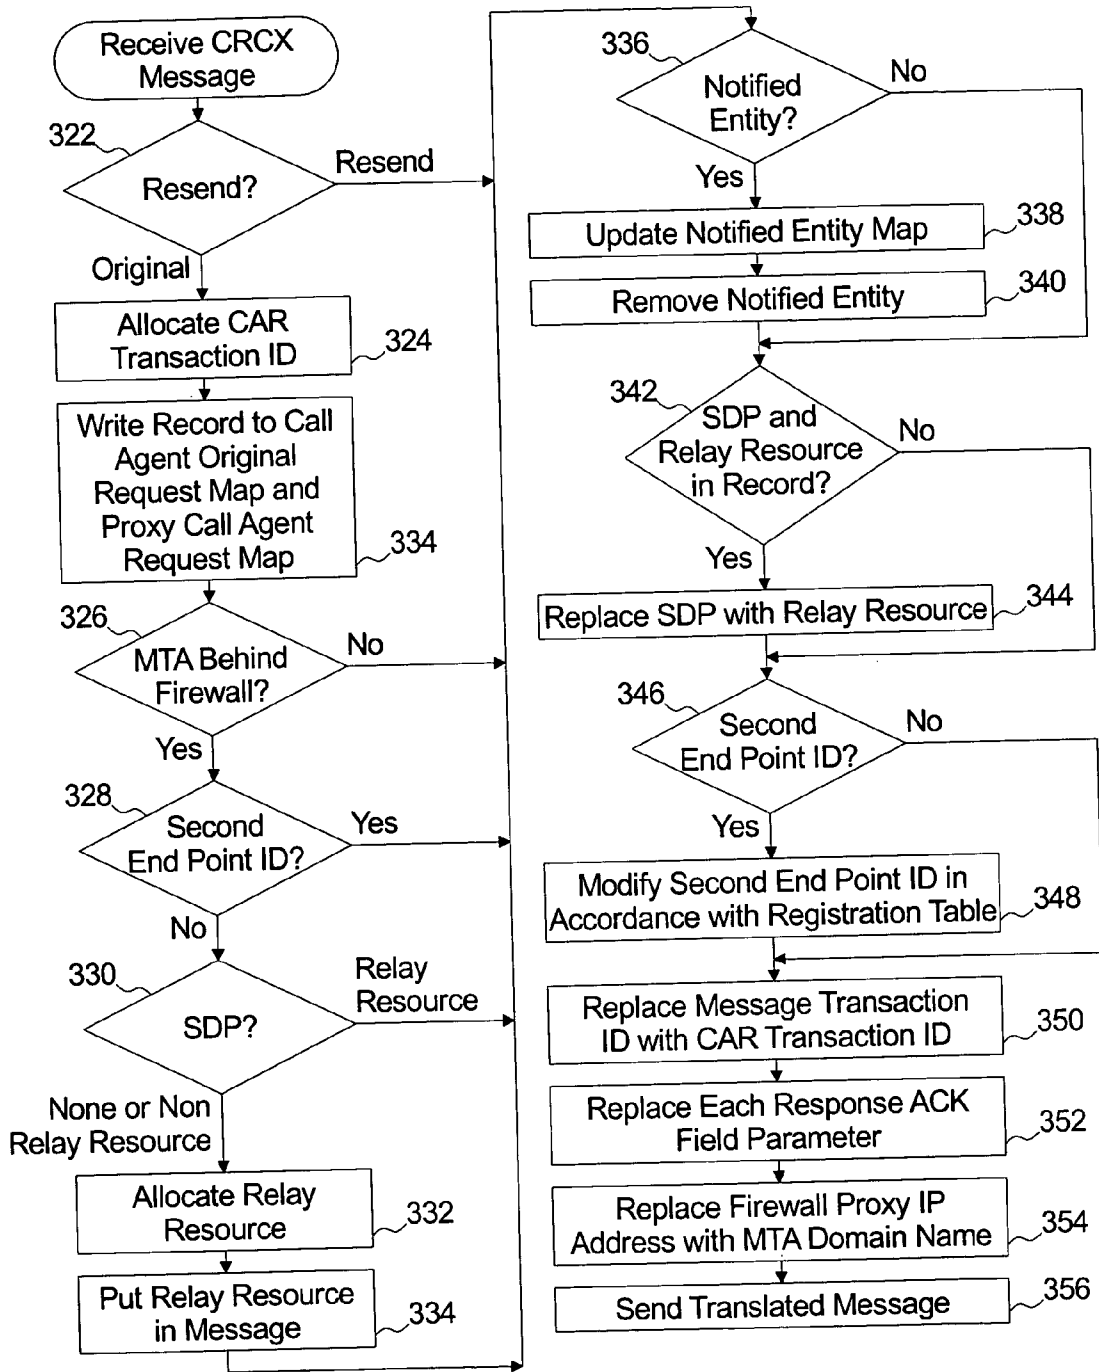 Receive CRCX
Message
322
Resend?
Resend
Original
Allocate CAR
Transaction ID
324
Write Record to Call
Agent Original
Request Map and
Proxy Call Agent
Request Map
334
326
MTA Behind
Firewall?
No
Yes
328
Second
End Point ID?
Yes
No
330
SDP?
Relay
Resource
None or Non
Relay Resource
Allocate Relay
Resource
332
Put Relay Resource
in Message
334
336
Notified
Entity?
No
Yes
Update Notified Entity Map
338
Remove Notified Entity
340
342
SDP and
Relay Resource
in Record?
No
Yes
Replace SDP with Relay Resource
344
346
Second
End Point ID?
No
Yes
Modify Second End Point ID in
Accordance with Registration Table
348
Replace Message Transaction
ID with CAR Transaction ID
350
Replace Each Response ACK
Field Parameter
352
Replace Firewall Proxy IP
Address with MTA Domain Name
354
Send Translated Message
356